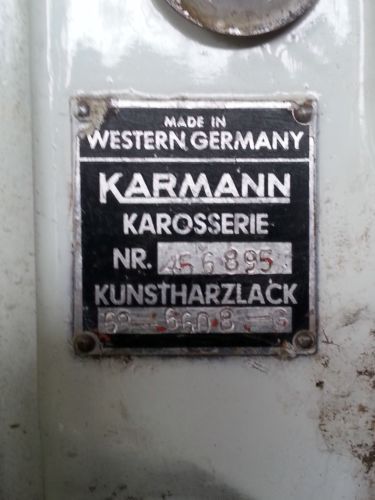 MADE IN
WESTERN GERMANY
KARMANN
KAROSSERIE
NR. 456895
KUNSTHARZLACK